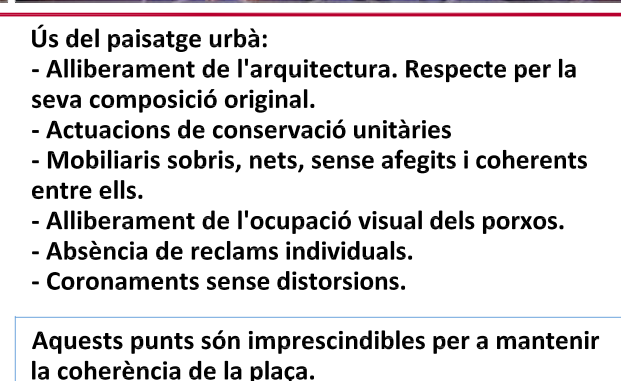 Ús del paisatge urbà:
- Alliberament de l'arquitectura. Respecte per la
seva composició original.
- Actuacions de conservació unitàries
- Mobiliaris sobris, nets, sense afegits i coherents
entre ells.
- Alliberament de l'ocupació visual dels porxos.
- Absència de reclams individuals.
- Coronaments sense distorsions.
Aquests punts són imprescindibles per a mantenir
la coherència de la plaça.